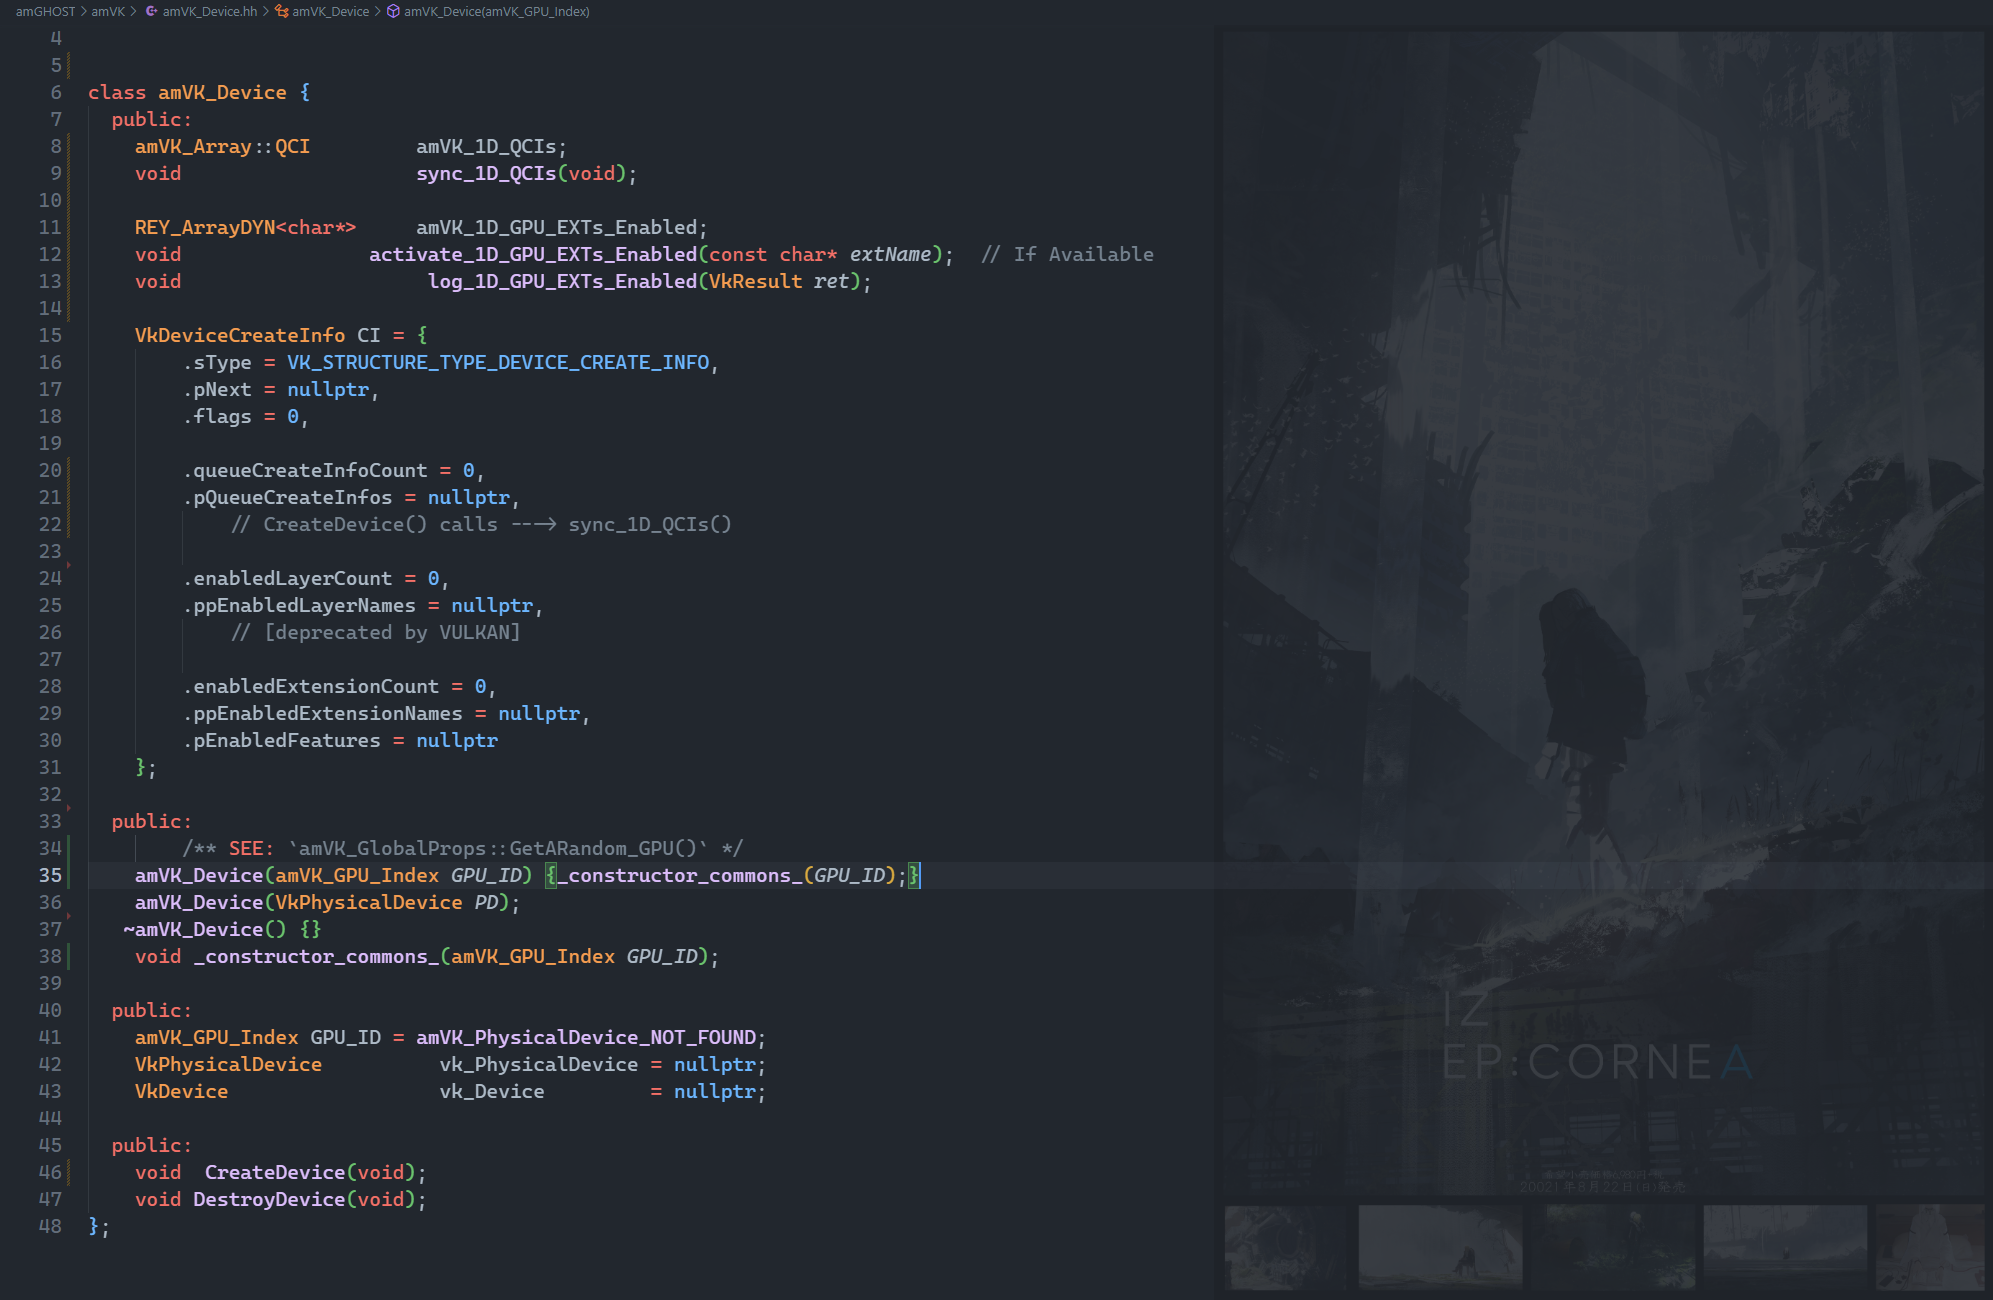 amGHOST > amVK > amVK_Device.hh > amVK_Device > amVK_Device(amVK_GPU_Index)
4
5
6 class amVK_Device {
7 public:
8 amVK_Array::QCI amVK_1D_QCIs;
9 void sync_1D_QCIs(void);
10
11 REY_ArrayDYN<char*> amVK_1D_GPU_EXTs_Enabled;
12 void activate_1D_GPU_EXTs_Enabled(const char* extName); // If Available
13 void log_1D_GPU_EXTs_Enabled(VkResult ret);
14
15 VkDeviceCreateInfo CI = {
16 .sType = VK_STRUCTURE_TYPE_DEVICE_CREATE_INFO,
17 .pNext = nullptr,
18 .flags = 0,
19
20 .queueCreateInfoCount = 0,
21 .pQueueCreateInfos = nullptr,
22 // CreateDevice() calls ---> sync_1D_QCIs()
23
24 .enabledLayerCount = 0,
25 .ppEnabledLayerNames = nullptr,
26 // [deprecated by VULKAN]
27
28 .enabledExtensionCount = 0,
29 .ppEnabledExtensionNames = nullptr,
30 .pEnabledFeatures = nullptr
31 };
32
33 public:
34 /** SEE: `amVK_GlobalProps::GetARandom_GPU()` */
35 amVK_Device(amVK_GPU_Index GPU_ID) {_constructor_commons_(GPU_ID);}
36 amVK_Device(VkPhysicalDevice PD);
37 ~amVK_Device() {}
38 void _constructor_commons_(amVK_GPU_Index GPU_ID);
39
40 public:
41 amVK_GPU_Index GPU_ID = amVK_PhysicalDevice_NOT_FOUND;
42 VkPhysicalDevice vk_PhysicalDevice = nullptr;
43 VkDevice vk_Device = nullptr;
44
45 public:
46 void CreateDevice(void);
47 void DestroyDevice(void);
48 };
IZ
EP:CORNEA
20021年8月22日(日)発売